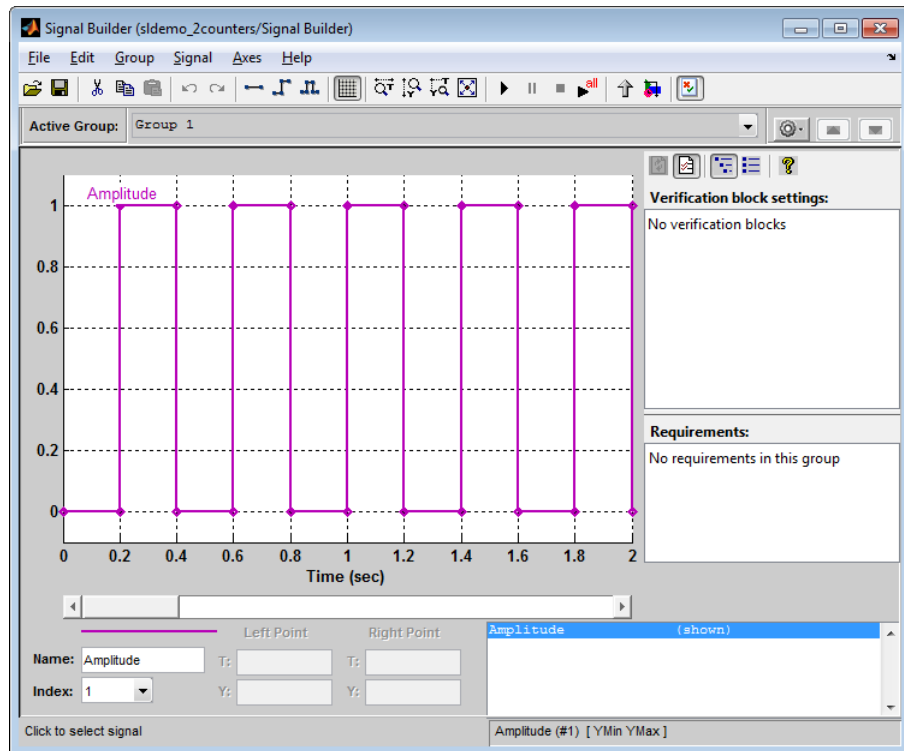 Signal Builder (sldemo_2counters/Signal Builder)
File Edit Group Signal Axes Help
all
Active Group: Group 1
Amplitude
1
0.8
0.6
0.4
0.2
0
0 0.2 0.4 0.6 0.8 1 1.2 1.4 1.6 1.8 2
Time (sec)
Verification block settings:
No verification blocks
Requirements:
No requirements in this group
Left Point Right Point
Name: Amplitude T: T:
Index: 1 Y: Y:
Amplitude (shown)
Click to select signal
Amplitude (#1) [ YMin YMax ]